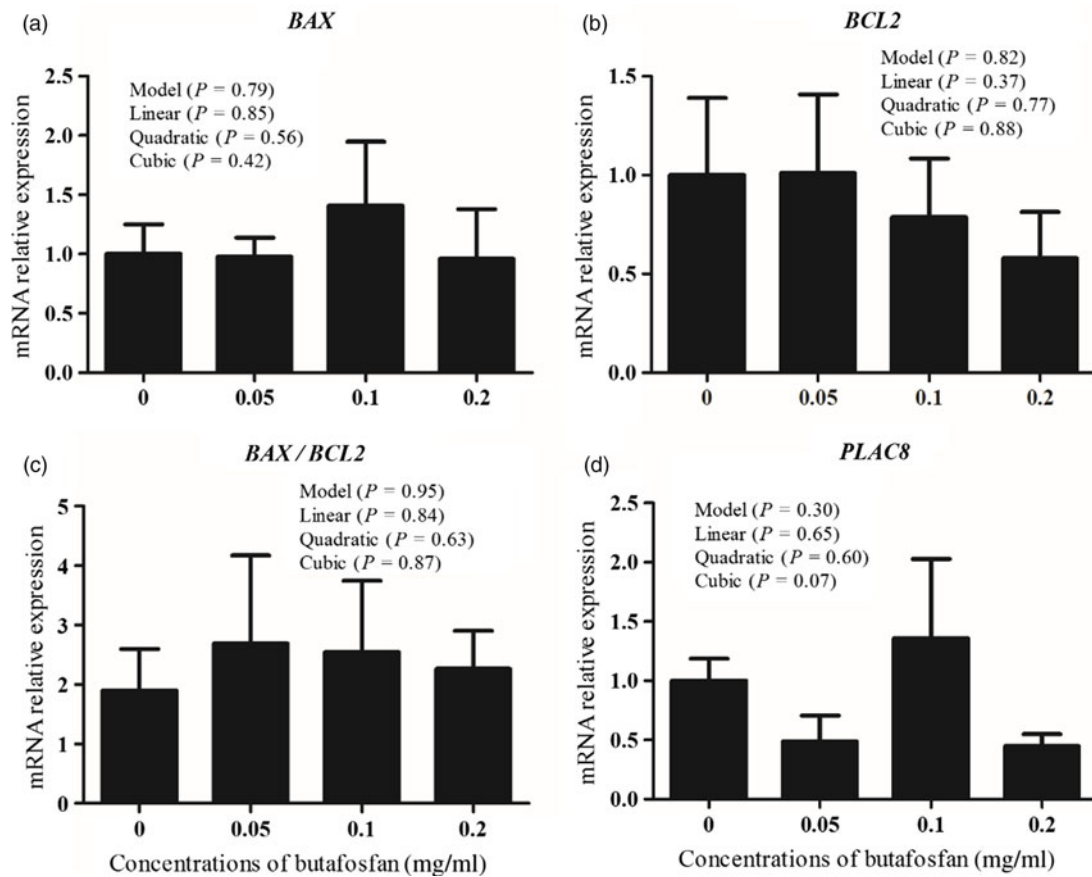 (a)
BAX
Model (P = 0.79)
Linear (P = 0.85)
Quadratic (P = 0.56)
Cubic (P = 0.42)
mRNA relative expression
2.5
2.0
1.5
1.0
0.5
0.0
0 0.05 0.1 0.2
(b)
BCL2
Model (P = 0.82)
Linear (P = 0.37)
Quadratic (P = 0.77)
Cubic (P = 0.88)
mRNA relative expression
1.5
1.0
0.5
0.0
0 0.05 0.1 0.2
(c)
BAX / BCL2
Model (P = 0.95)
Linear (P = 0.84)
Quadratic (P = 0.63)
Cubic (P = 0.87)
mRNA relative expression
5
4
3
2
1
0
0 0.05 0.1 0.2
Concentrations of butafosfan (mg/ml)
(d)
PLAC8
Model (P = 0.30)
Linear (P = 0.65)
Quadratic (P = 0.60)
Cubic (P = 0.07)
mRNA relative expression
2.5
2.0
1.5
1.0
0.5
0.0
0 0.05 0.1 0.2
Concentrations of butafosfan (mg/ml)